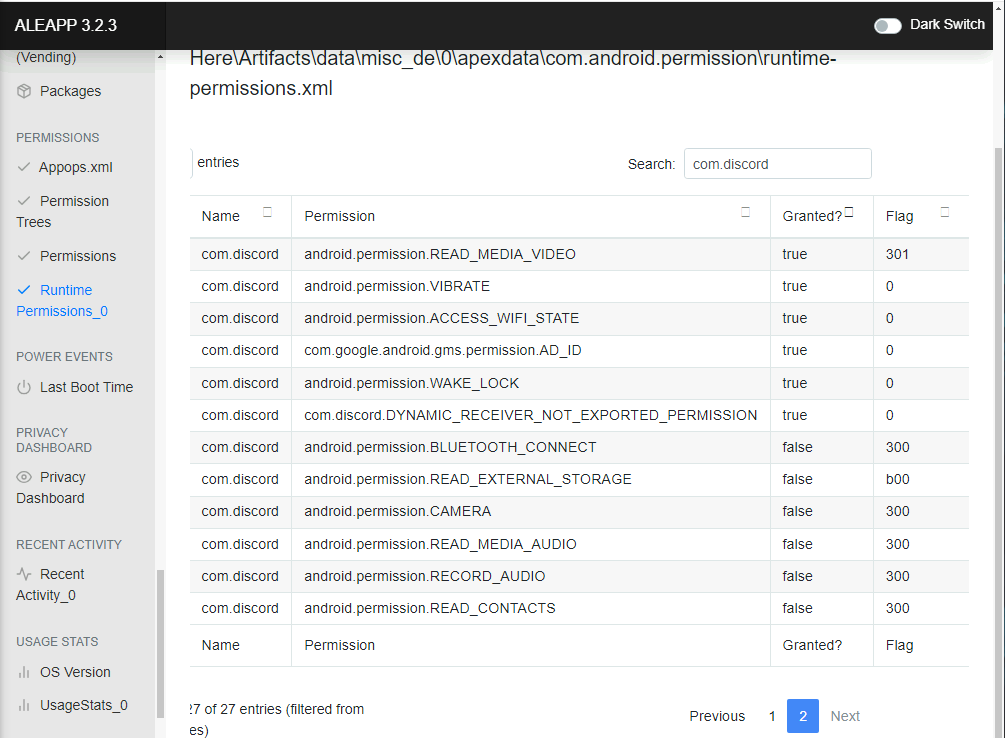 ALEAPP 3.2.3
Dark Switch
(Vending)
Packages
PERMISSIONS
Appops.xml
Permission
Trees
Permissions
Runtime
Permissions_0
POWER EVENTS
Last Boot Time
PRIVACY
DASHBOARD
Privacy
Dashboard
RECENT ACTIVITY
Recent
Activity_0
USAGE STATS
OS Version
UsageStats_0
Here\Artifacts\data\misc_de\0\apexdata\com.android.permission\runtime-
permissions.xml
entries
Search: com.discord
Name Permission Granted? Flag
com.discord android.permission.READ_MEDIA_VIDEO true 301
com.discord android.permission.VIBRATE true 0
com.discord android.permission.ACCESS_WIFI_STATE true 0
com.discord com.google.android.gms.permission.AD_ID true 0
com.discord android.permission.WAKE_LOCK true 0
com.discord com.discord.DYNAMIC_RECEIVER_NOT_EXPORTED_PERMISSION true 0
com.discord android.permission.BLUETOOTH_CONNECT false 300
com.discord android.permission.READ_EXTERNAL_STORAGE false b00
com.discord android.permission.CAMERA false 300
com.discord android.permission.READ_MEDIA_AUDIO false 300
com.discord android.permission.RECORD_AUDIO false 300
com.discord android.permission.READ_CONTACTS false 300
Name Permission Granted? Flag
27 of 27 entries (filtered from
es)
Previous 1 2 Next